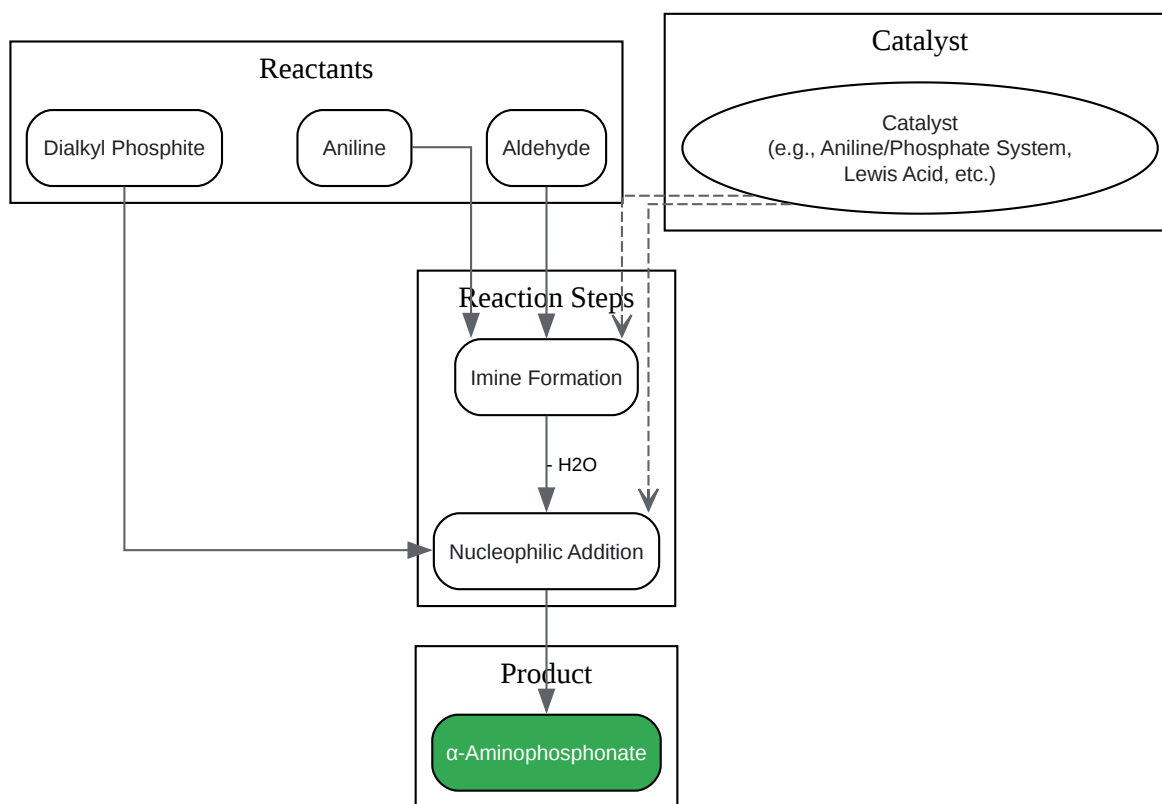 Reactants
Dialkyl Phosphite
Aniline
Aldehyde
Catalyst
Catalyst
(e.g., Aniline/Phosphate System,
Lewis Acid, etc.)
Reaction Steps
Imine Formation
- H2O
Nucleophilic Addition
Product
α-Aminophosphonate